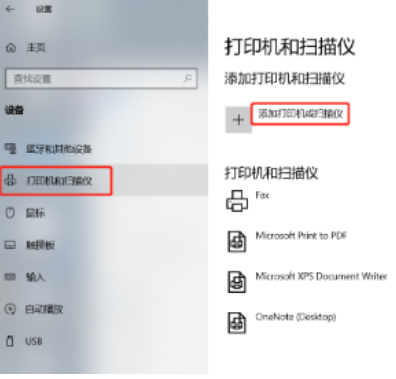 设置
主页
查找设置
设备
蓝牙和其他设备
打印机和扫描仪
鼠标
触摸板
输入
自动播放
USB
打印机和扫描仪
添加打印机和扫描仪
添加打印机或扫描仪
打印机和扫描仪
Fax
Microsoft Print to PDF
Microsoft XPS Document Writer
OneNote (Desktop)